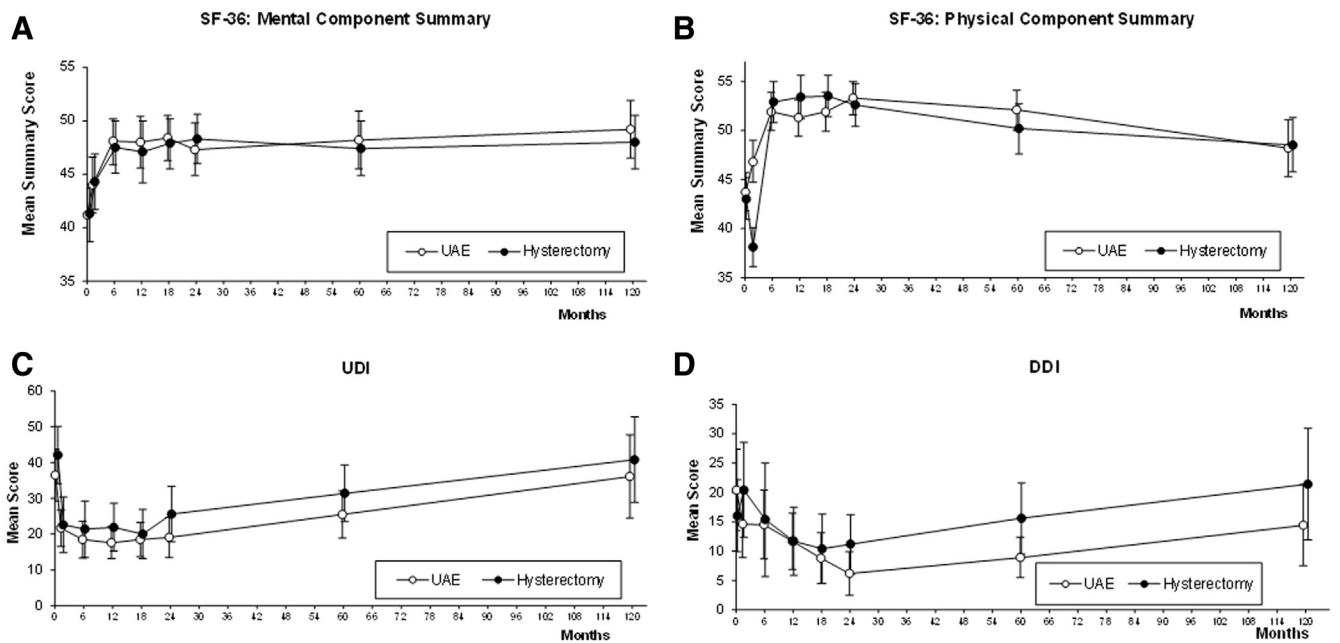 A
SF-36: Mental Component Summary
Mean Summary Score
55
50
45
40
35
UAE Hysterectomy
0 6 12 18 24 30 36 42 48 54 60 66 72 78 84 90 96 102 108 114 120
Months
B
SF-36: Physical Component Summary
Mean Summary Score
55
50
45
40
35
UAE Hysterectomy
0 6 12 18 24 30 36 42 48 54 60 66 72 78 84 90 96 102 108 114 120
Months
C
UDI
Mean Score
60
50
40
30
20
10
0
UAE Hysterectomy
0 6 12 18 24 30 36 42 48 54 60 66 72 78 84 90 96 102 108 114 120
Months
D
DDI
Mean Score
35
30
25
20
15
10
5
0
UAE Hysterectomy
0 6 12 18 24 30 36 42 48 54 60 66 72 78 84 90 96 102 108 114 120
Months